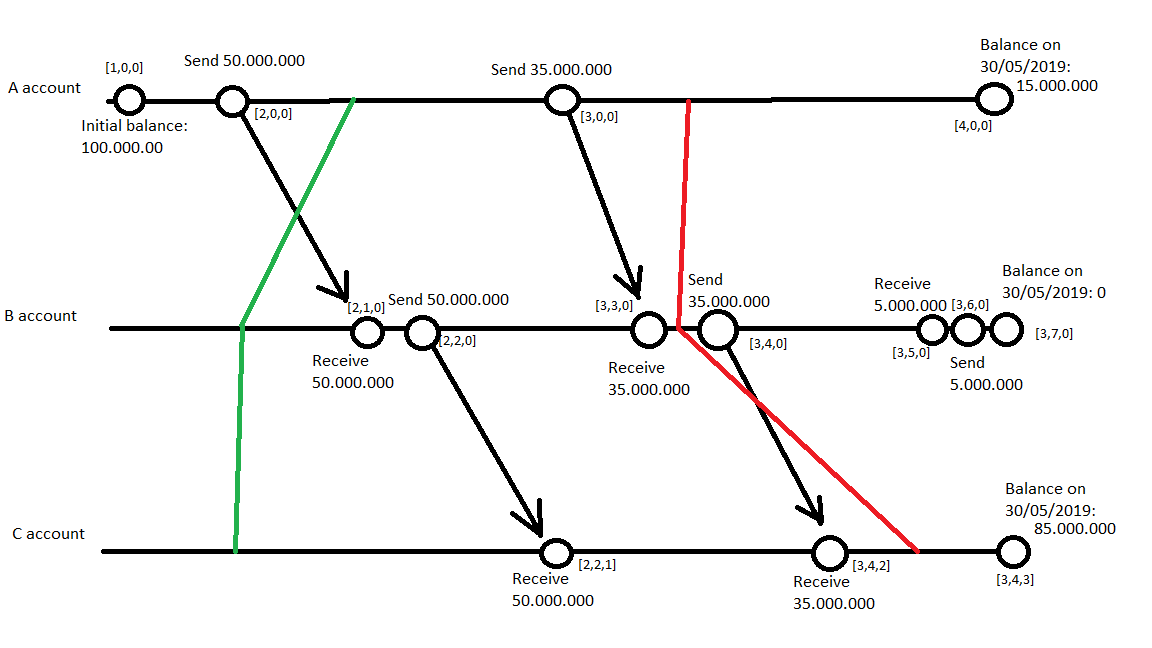 Balance on
30/05/2019:
15.000.000
Send 50.000.000
Send 35.000.000
[1,0,0]
A account
[2,0,0]
[3,0,0]
[4,0,0]
Initial balance:
100.000.00
Balance on
30/05/2019: 0
Send
35.000.000
Receive
5.000.000
[3,6,0]
[2,1,0]
Send 50.000.000
[3,3,0]
B account
[2,2,0]
[3,4,0]
[3,5,0]
[3,7,0]
Receive
50.000.000
Receive
35.000.000
Send
5.000.000
Balance on
30/05/2019:
85.000.000
C account
[2,2,1]
[3,4,2]
[3,4,3]
Receive
50.000.000
Receive
35.000.000